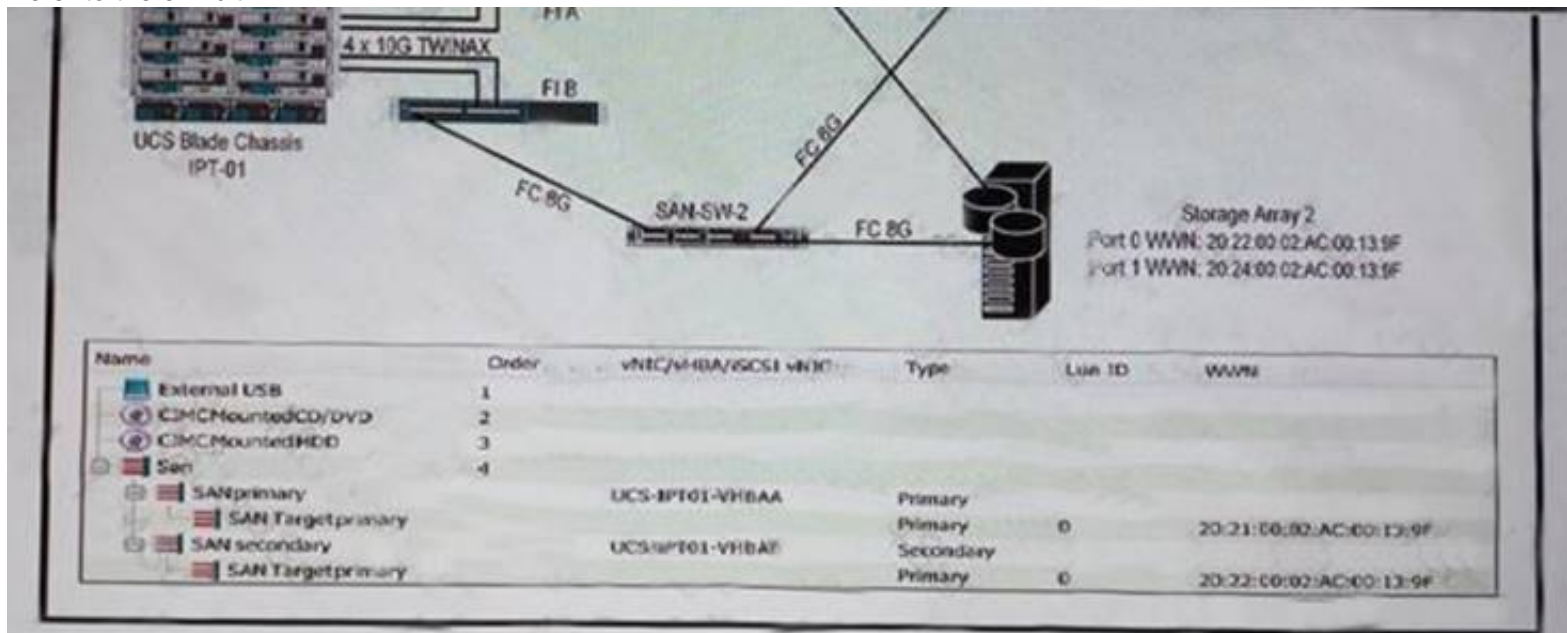 FI A
4 x 10G TWINAX
FI B
UCS Blade Chassis
IPT-01
FC 8G
FC 8G
SAN-SW-2
FC 8G
Storage Array 2
Port 0 WWN: 20:22:00:02:AC:00:13:9F
Port 1 WWN: 20:24:00:02:AC:00:13:9F
Name Order vNIC/vHBA/iSCSI vNIC Type Lun ID WWN
External USB 1
CIMCMountedCD/DVD 2
CIMCMountedHDD 3
San 4
SANprimary UCS-IPT01-VHBAA Primary
SAN Targetprimary Primary 0 20:21:00:02:AC:00:13:9F
SAN secondary Secondary
SAN Targetprimary Primary 0 20:22:00:02:AC:00:13:9F